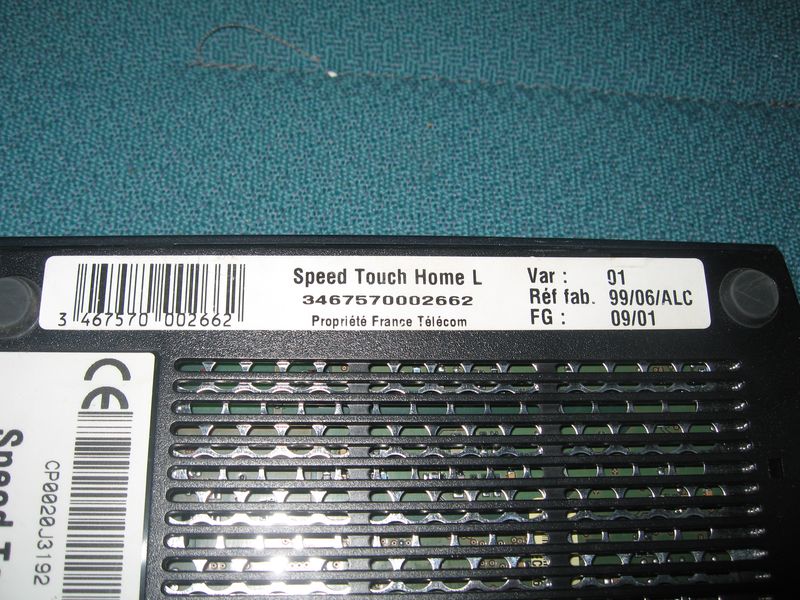 Speed Touch Home L
3467570002662
Propriété France Télécom
Var : 01
Réf fab. 99/06/ALC
FG : 09/01
3 467570 002662
CE
CP0020J3192
Speed